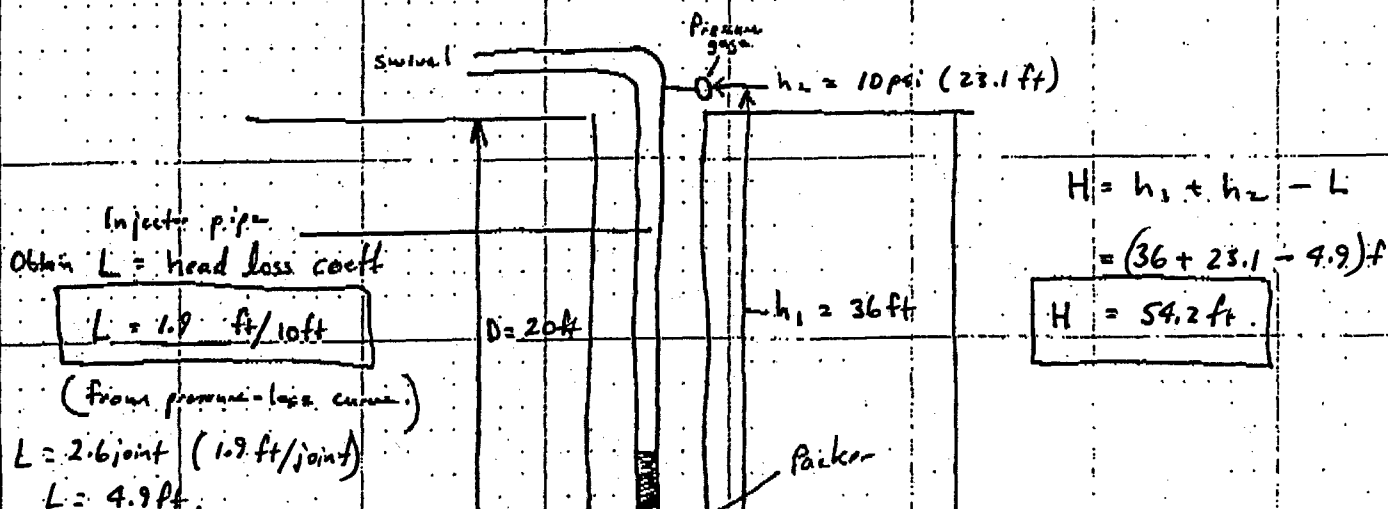 Pressure
gage
swivel
h₂ = 10 psi (23.1 ft)
H = h₁ + h₂ - L
Injector pipe
Obtain L = head loss coeff
= (36 + 23.1 - 4.9)f
L = 1.9 ft/10ft
D = 20ft
h₁ = 36 ft
H = 54.2 ft.
(from pressure-loss curve.)
L = 2.6 joint (1.9 ft/joint)
Packer
L = 4.9 ft.